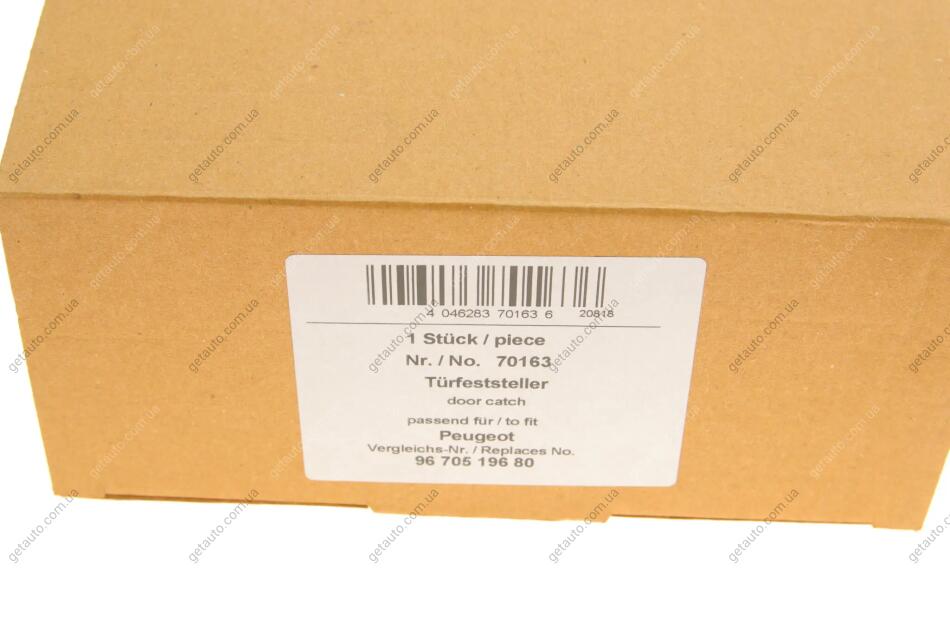 4 046283 70163 6 20818
1 Stück / piece
Nr. / No. 70163
Türfeststeller
door catch
passend für / to fit
Peugeot
Vergleichs-Nr. / Replaces No.
96 705 196 80
getauto.com.ua